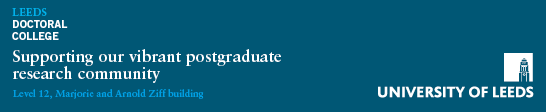 LEEDS
DOCTORAL
COLLEGE
Supporting our vibrant postgraduate
research community
Level 12, Marjorie and Arnold Ziff building
UNIVERSITY OF LEEDS